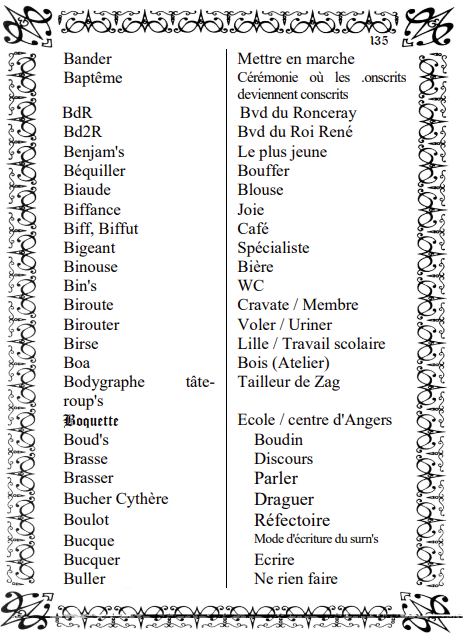 135
Bander Mettre en marche
Baptême Cérémonie où les .onscrits
deviennent conscrits
BdR Bvd du Ronceray
Bd2R Bvd du Roi René
Benjam's Le plus jeune
Béquiller Bouffer
Biaude Blouse
Biffance Joie
Biff, Biffut Café
Bigeant Spécialiste
Binouse Bière
Bin's WC
Biroute Cravate / Membre
Birouter Voler / Uriner
Birse Lille / Travail scolaire
Boa Bois (Atelier)
Bodygraphe tâte- Tailleur de Zag
roup's
Boquette Ecole / centre d'Angers
Boud's Boudin
Brasse Discours
Brasser Parler
Bucher Cythère Draguer
Boulot Réfectoire
Bucque Mode d'écriture du surn's
Bucquer Ecrire
Buller Ne rien faire